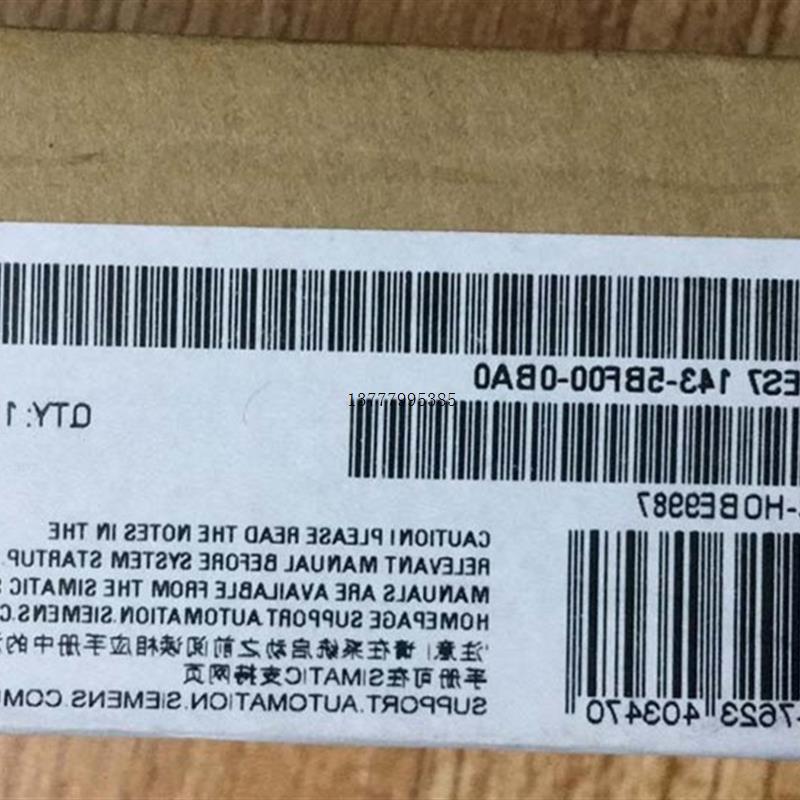 ES7 143-5BF00-0BA0
13777995385
QTY: 1
-HOBE9987
CAUTION! PLEASE READ THE NOTES IN THE
RELEVANT MANUAL BEFORE SYSTEM STARTUP.
MANUALS ARE AVAILABLE FROM THE SIMATIC
HOMEPAGE SUPPORT.AUTOMATION.SIEMENS.C
注意! 请在系统启动之前阅读相应手册中的
手册可在SIMATIC支持网页
SUPPORT.AUTOMATION.SIEMENS.COM
47623 403470